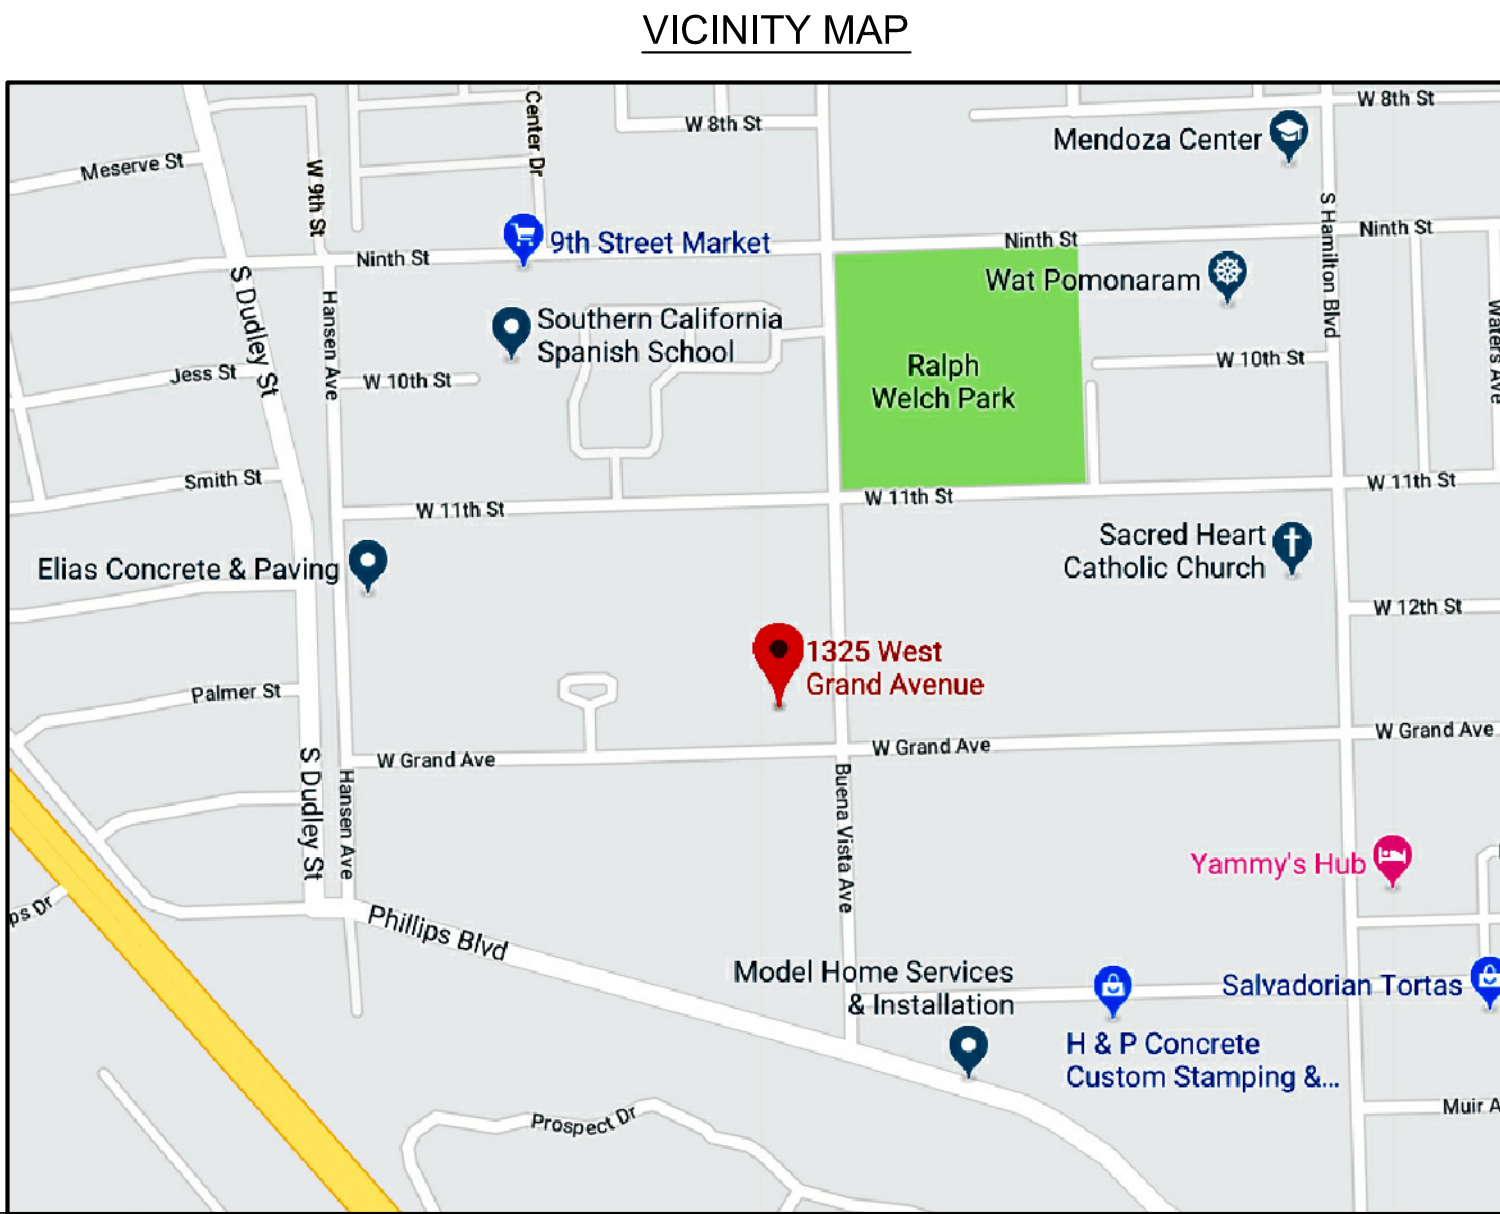 VICINITY MAP
W 8th St
Center Dr
W 8th St
Mendoza Center
Meserve St
W 9th St
S Hamilton Blvd
Ninth St
9th Street Market
Ninth St
Ninth St
Wat Pomonaram
S Dudley St
Hansen Ave
Southern California
Spanish School
Waters Ave
Jess St
W 10th St
Ralph
Welch Park
W 10th St
Smith St
W 11th St
W 11th St
W 11th St
Elias Concrete & Paving
Sacred Heart
Catholic Church
W 12th St
1325 West
Grand Avenue
Palmer St
W Grand Ave
W Grand Ave
W Grand Ave
S Dudley St
Hansen Ave
Buena Vista Ave
Yammy's Hub
ps Dr
Phillips Blvd
Model Home Services
& Installation
Salvadorian Tortas
H & P Concrete
Custom Stamping &...
Muir A
Prospect Dr